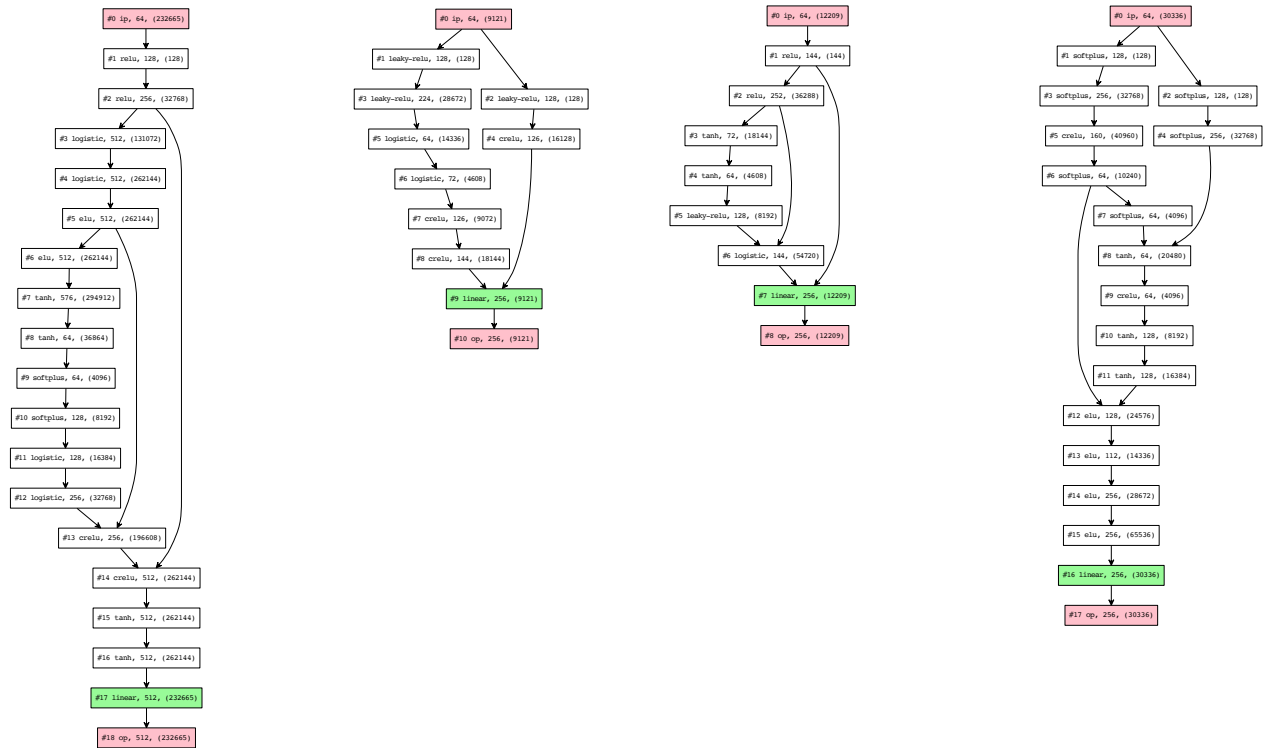 #0 ip, 64, (232665)
#1 relu, 128, (128)
#2 relu, 256, (32768)
#3 logistic, 512, (131072)
#4 logistic, 512, (262144)
#5 elu, 512, (262144)
#6 elu, 512, (262144)
#7 tanh, 576, (294912)
#8 tanh, 64, (36864)
#9 softplus, 64, (4096)
#10 softplus, 128, (8192)
#11 logistic, 128, (16384)
#12 logistic, 256, (32768)
#13 crelu, 256, (196608)
#14 crelu, 512, (262144)
#15 tanh, 512, (262144)
#16 tanh, 512, (262144)
#17 linear, 512, (232665)
#18 op, 512, (232665)
#0 ip, 64, (9121)
#1 leaky-relu, 128, (128)
#3 leaky-relu, 224, (28672)
#2 leaky-relu, 128, (128)
#5 logistic, 64, (14336)
#4 crelu, 126, (16128)
#6 logistic, 72, (4608)
#7 crelu, 126, (9072)
#8 crelu, 144, (18144)
#9 linear, 256, (9121)
#10 op, 256, (9121)
#0 ip, 64, (12209)
#1 relu, 144, (144)
#2 relu, 252, (36288)
#3 tanh, 72, (18144)
#4 tanh, 64, (4608)
#5 leaky-relu, 128, (8192)
#6 logistic, 144, (54720)
#7 linear, 256, (12209)
#8 op, 256, (12209)
#0 ip, 64, (30336)
#1 softplus, 128, (128)
#3 softplus, 256, (32768)
#2 softplus, 128, (128)
#5 crelu, 160, (40960)
#4 softplus, 256, (32768)
#6 softplus, 64, (10240)
#7 softplus, 64, (4096)
#8 tanh, 64, (20480)
#9 crelu, 64, (4096)
#10 tanh, 128, (8192)
#11 tanh, 128, (16384)
#12 elu, 128, (24576)
#13 elu, 112, (14336)
#14 elu, 256, (28672)
#15 elu, 256, (65536)
#16 linear, 256, (30336)
#17 op, 256, (30336)